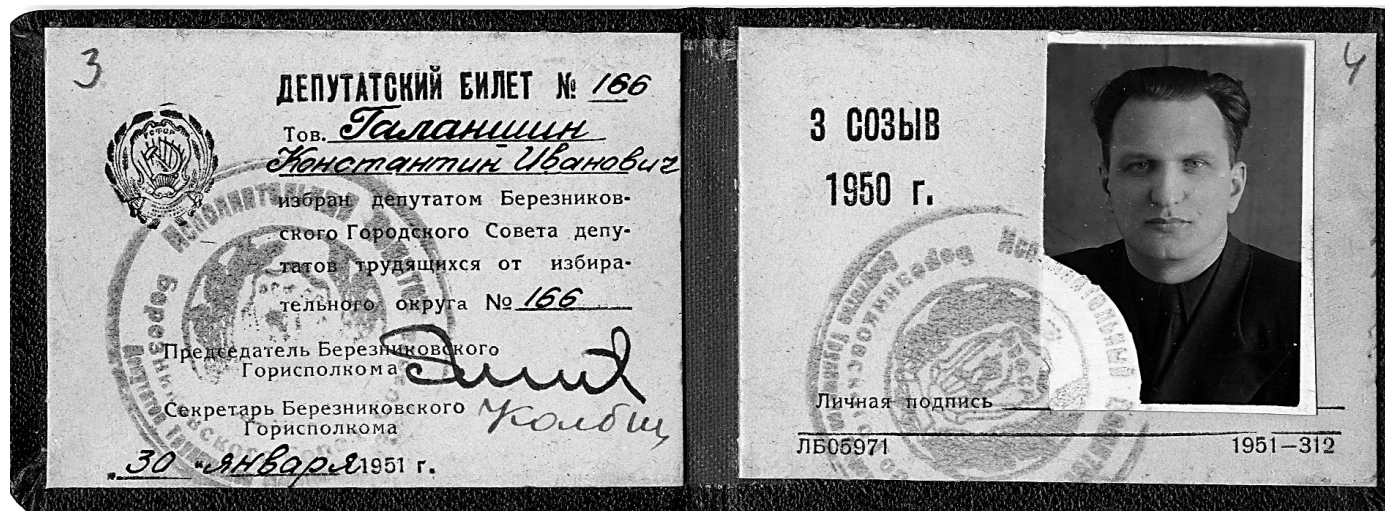 3
ДЕПУТАТСКИЙ БИЛЕТ № 166
Тов. Галаншин
Константин Иванович
избран депутатом Березников-
ского Городского Совета депу-
татов трудящихся от избира-
тельного округа № 166
Председатель Березниковского
Горисполкома
Секретарь Березниковского
Горисполкома
„30 " января 1951 г.
РСФСР
4
3 СОЗЫВ
1950 г.
Личная подпись
ЛБ05971 1951—312